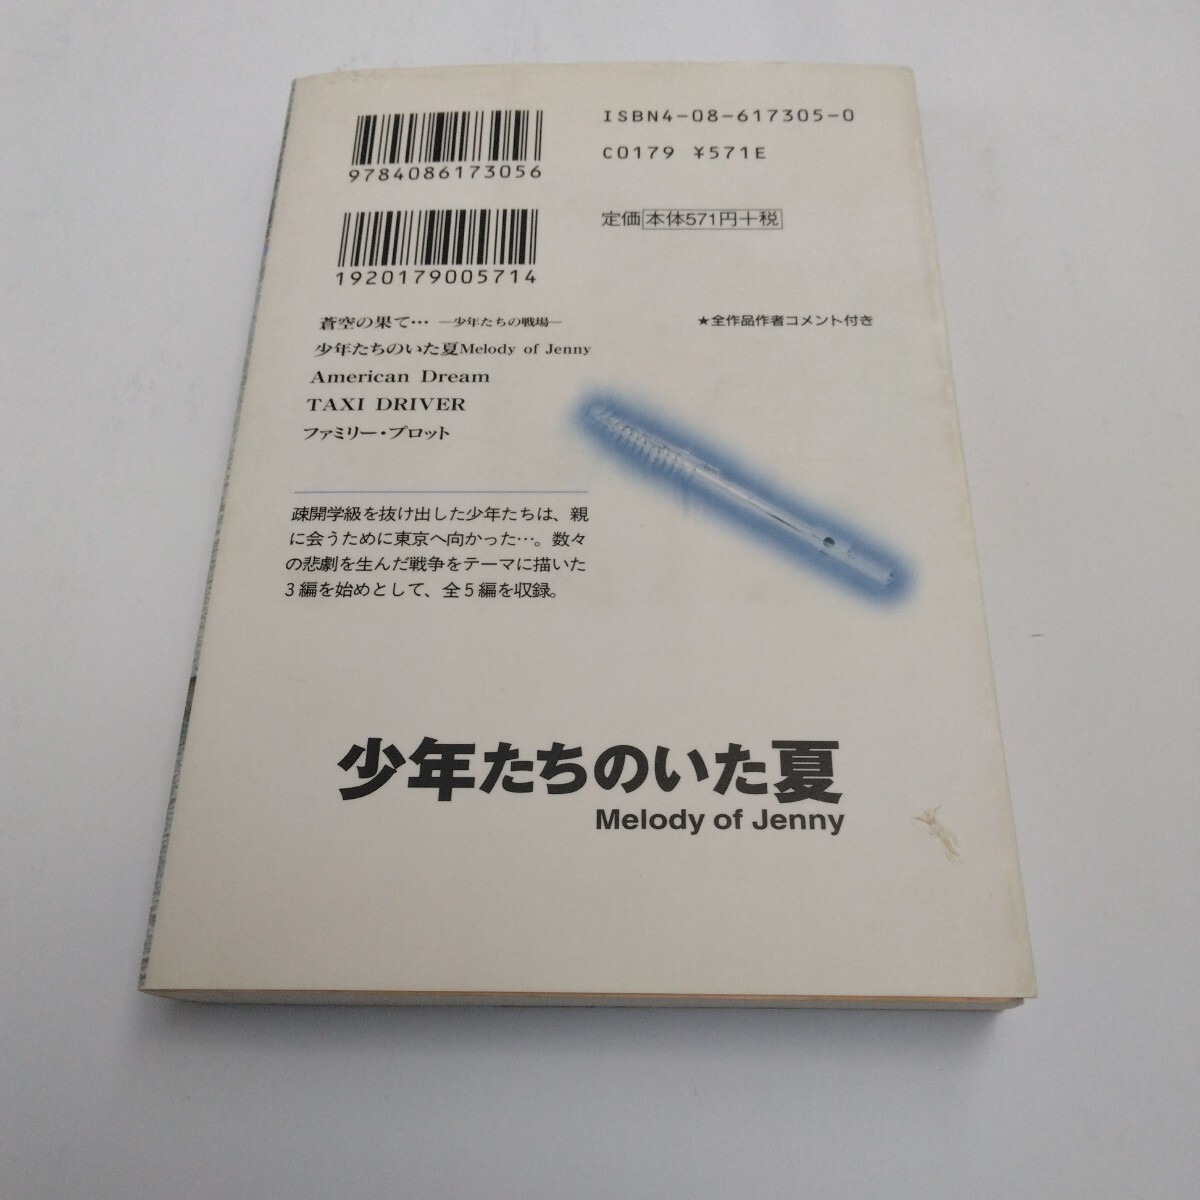 ISBN4-08-617305-0
C0179 ¥571E
9784086173056
定価 本体571円+税
1920179005714
蒼空の果て… ―少年たちの戦場―
★全作品作者コメント付き
少年たちのいた夏Melody of Jenny
American Dream
TAXI DRIVER
ファミリー・プロット
疎開学級を抜け出した少年たちは、親
に会うために東京へ向かった…。数々
の悲劇を生んだ戦争をテーマに描いた
3編を始めとして、全5編を収録。
少年たちのいた夏
Melody of Jenny